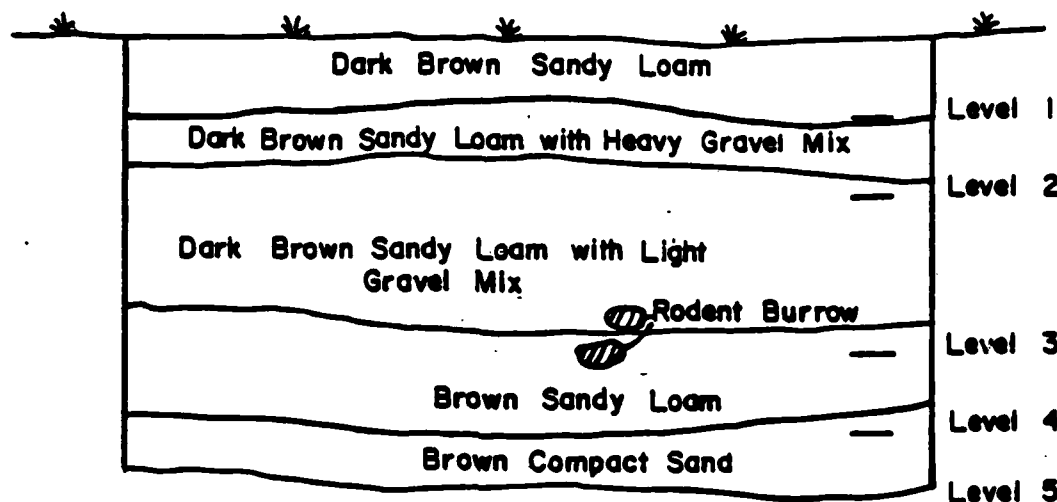 Dark Brown Sandy Loam
Level 1
Dark Brown Sandy Loam with Heavy Gravel Mix
Level 2
Dark Brown Sandy Loam with Light
Gravel Mix
Rodent Burrow
Level 3
Brown Sandy Loam
Level 4
Brown Compact Sand
Level 5